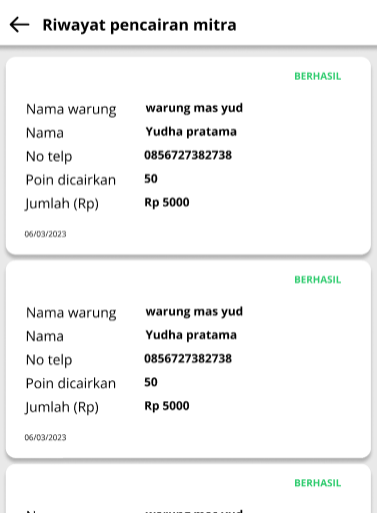 Riwayat pencairan mitra
BERHASIL
Nama warung warung mas yud
Nama Yudha pratama
No telp 0856727382738
Poin dicairkan 50
Jumlah (Rp) Rp 5000
06/03/2023
BERHASIL
Nama warung warung mas yud
Nama Yudha pratama
No telp 0856727382738
Poin dicairkan 50
Jumlah (Rp) Rp 5000
06/03/2023
BERHASIL